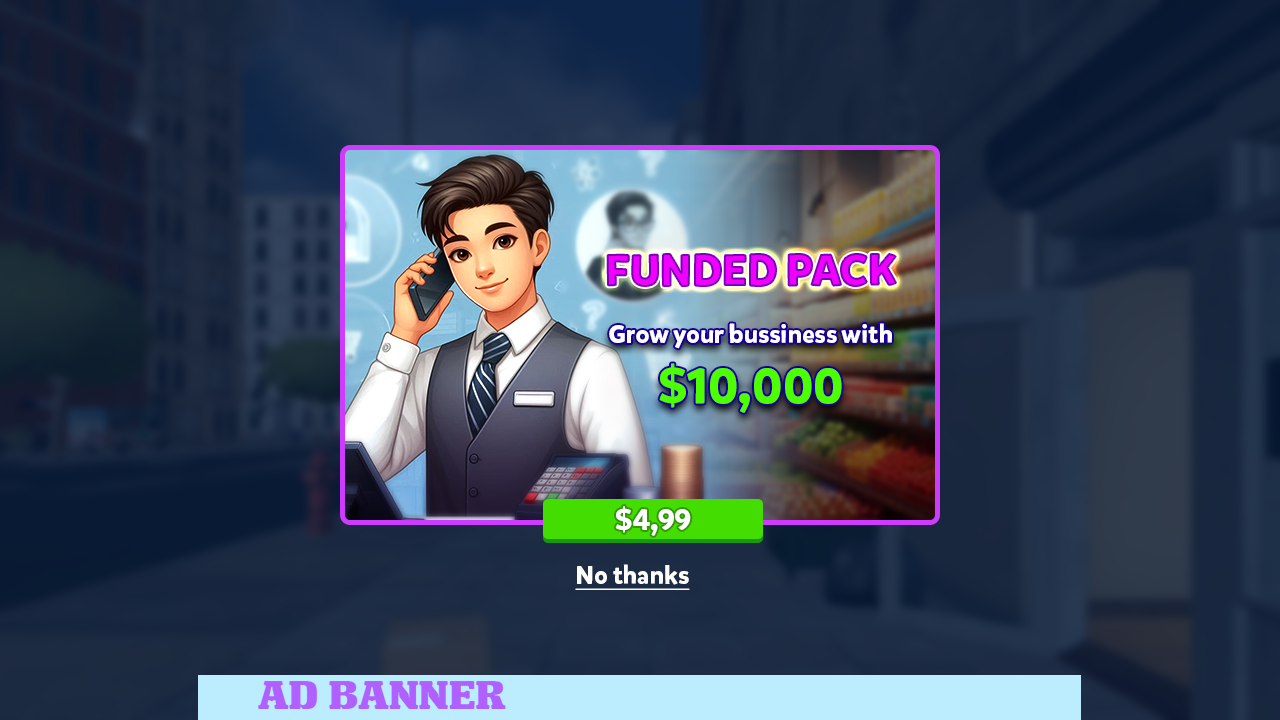 FUNDED PACK
Grow your bussiness with
$10,000
$4,99
No thanks
AD BANNER